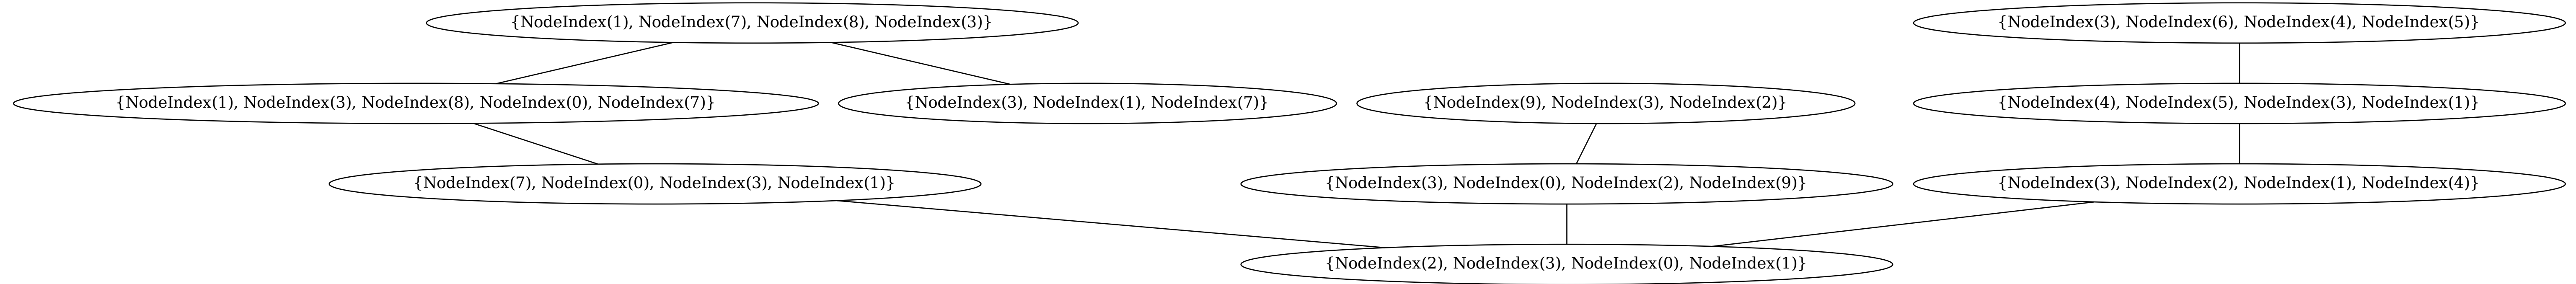 {NodeIndex(1), NodeIndex(7), NodeIndex(8), NodeIndex(3)}
{NodeIndex(3), NodeIndex(6), NodeIndex(4), NodeIndex(5)}
{NodeIndex(1), NodeIndex(3), NodeIndex(8), NodeIndex(0), NodeIndex(7)}
{NodeIndex(3), NodeIndex(1), NodeIndex(7)}
{NodeIndex(9), NodeIndex(3), NodeIndex(2)}
{NodeIndex(4), NodeIndex(5), NodeIndex(3), NodeIndex(1)}
{NodeIndex(7), NodeIndex(0), NodeIndex(3), NodeIndex(1)}
{NodeIndex(3), NodeIndex(0), NodeIndex(2), NodeIndex(9)}
{NodeIndex(3), NodeIndex(2), NodeIndex(1), NodeIndex(4)}
{NodeIndex(2), NodeIndex(3), NodeIndex(0), NodeIndex(1)}